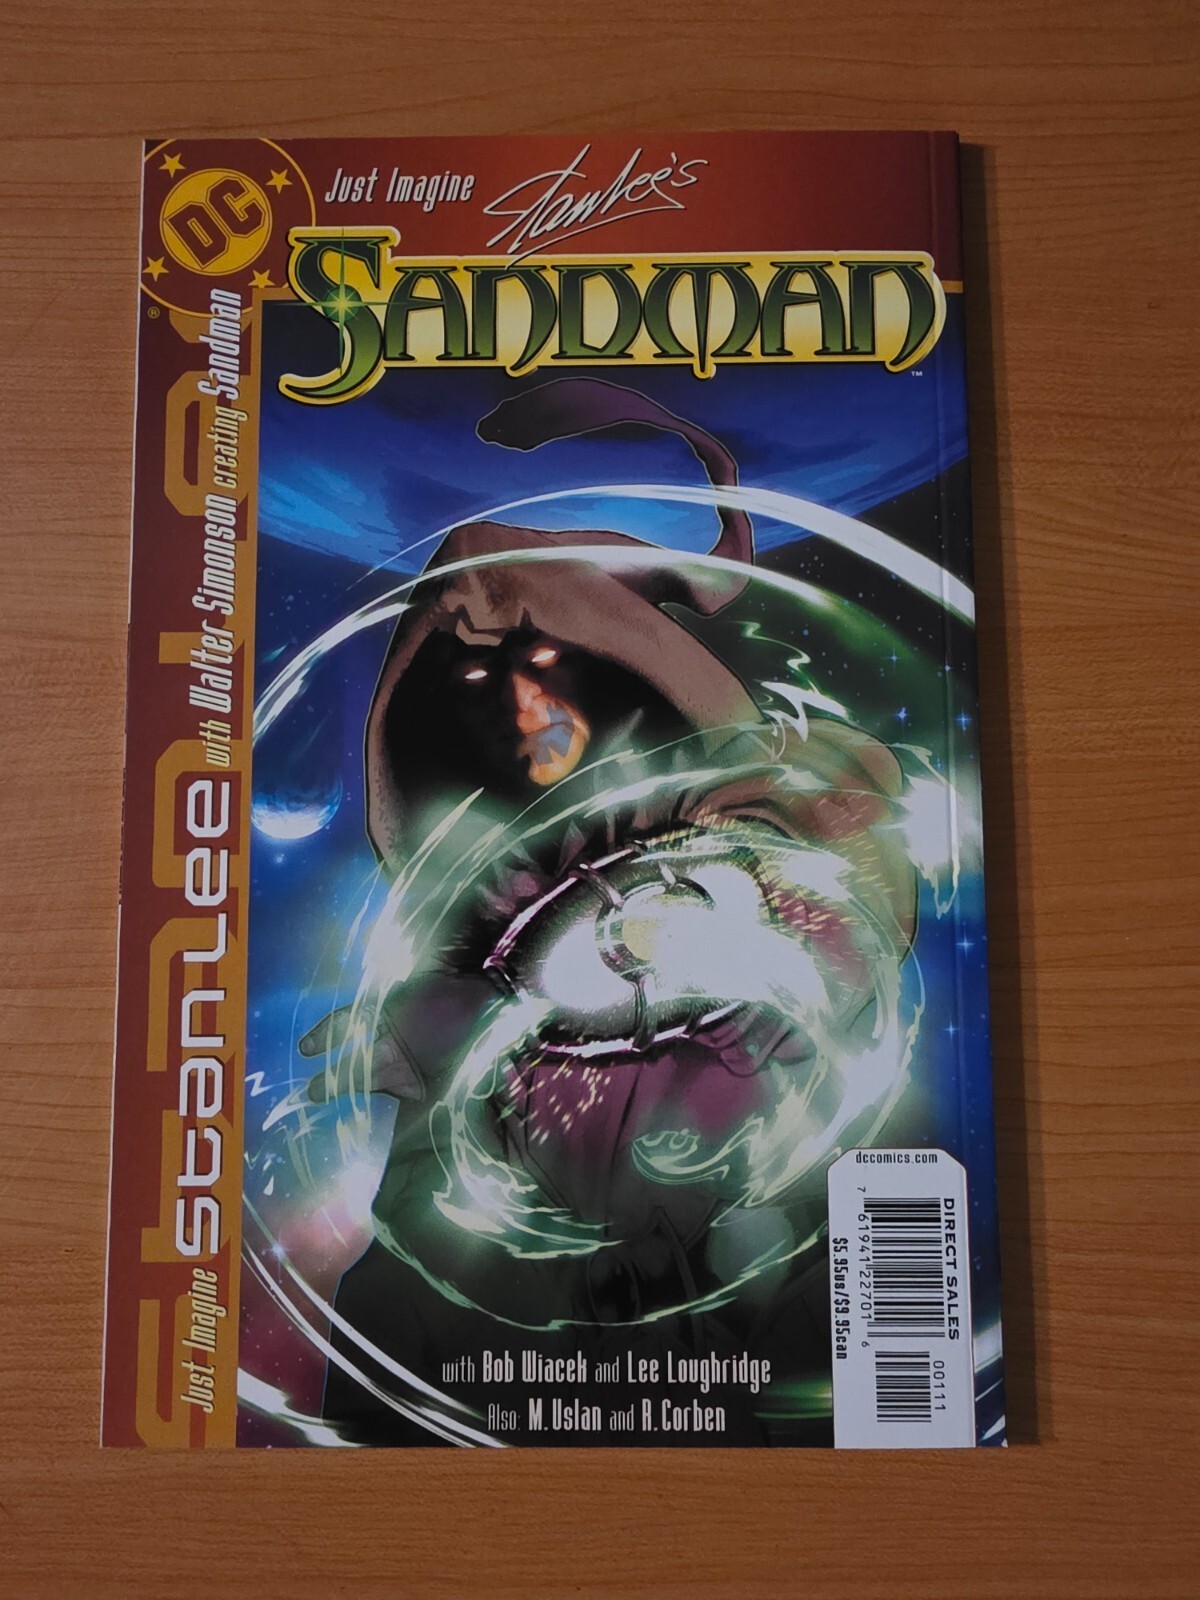 DC
®
Just Imagine Stan Lee's
SANDMAN
™
Just Imagine stan lee with Walter Simonson creating Sandman
dccomics.com
DIRECT SALES
7 61941 22701 6
00111
$5.95us/$9.95can
with Bob Wiacek and Lee Loughridge
Also: M. Uslan and R. Corben